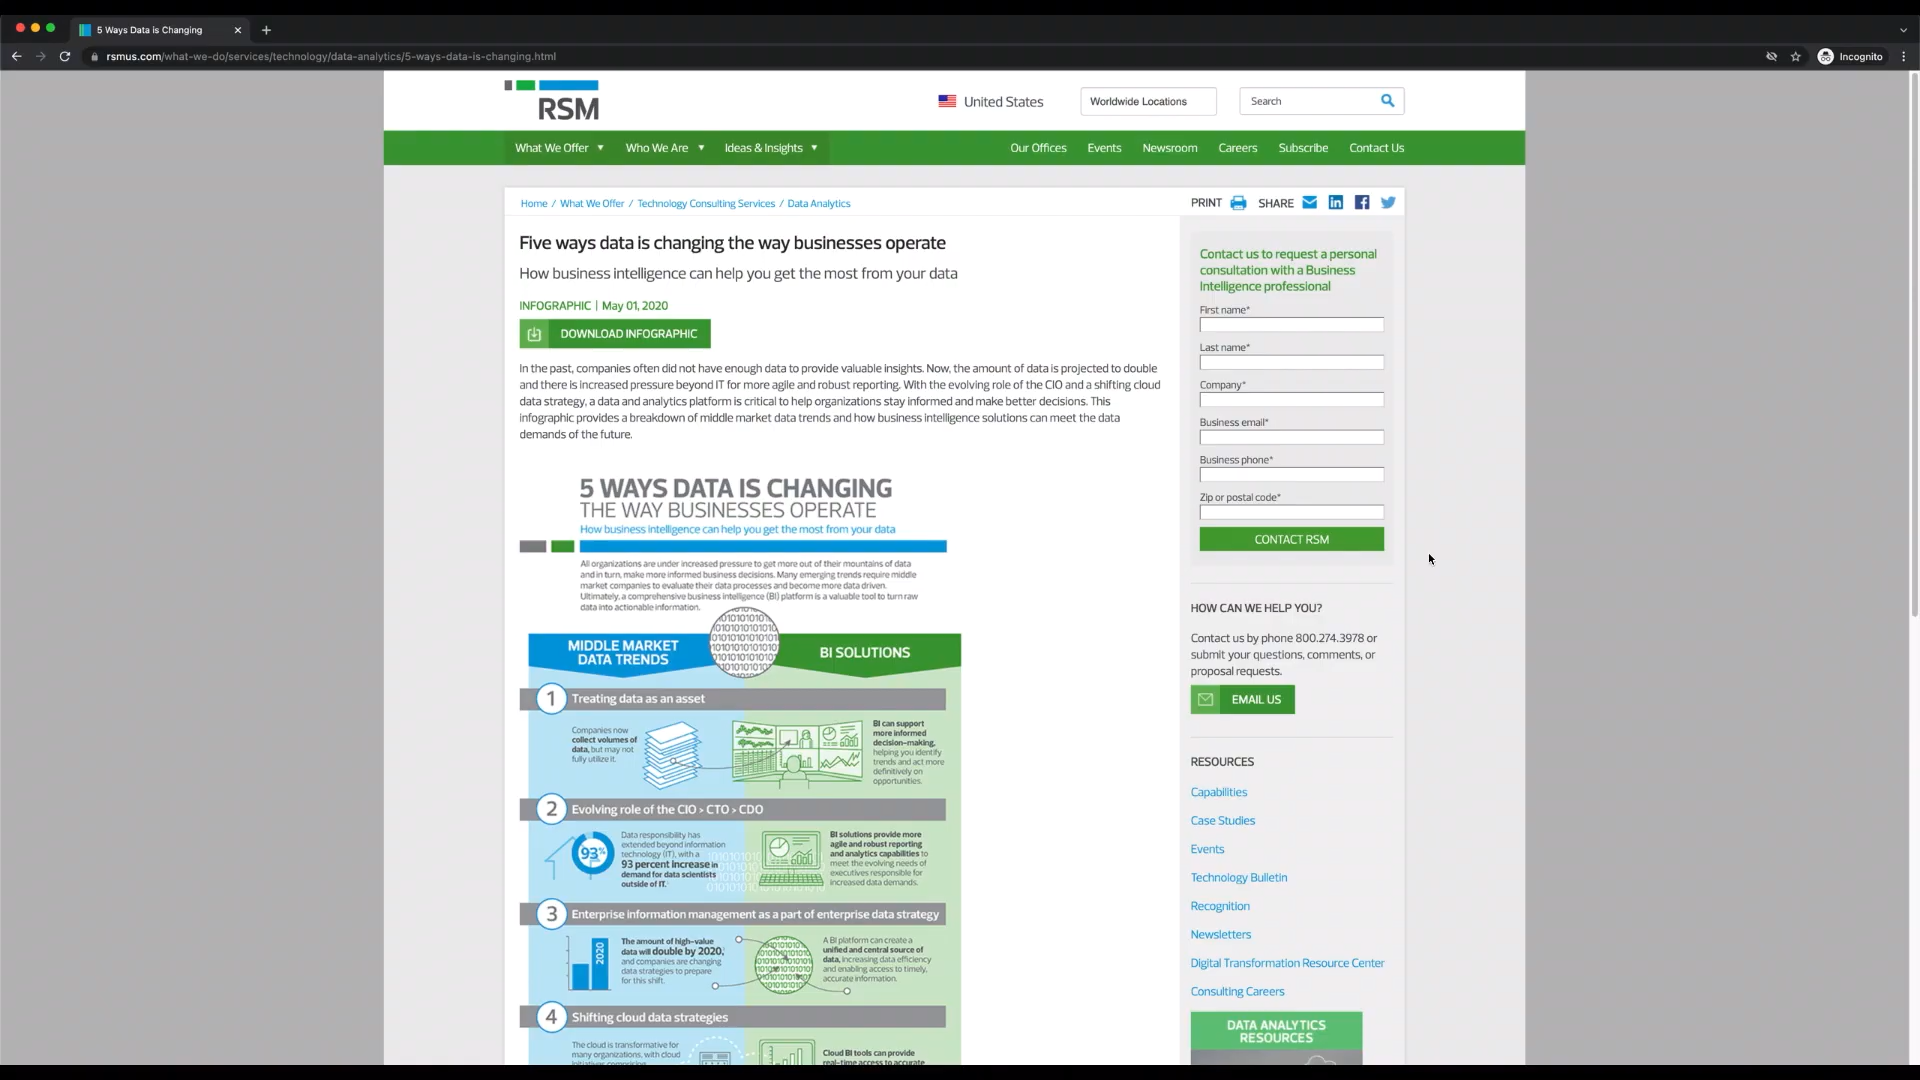 5 Ways Data is Changing
rsmus.com/what-we-do/services/technology/data-analytics/5-ways-data-is-changing.html
Incognito
RSM
United States
Worldwide Locations
Search
What We Offer
Who We Are
Ideas & Insights
Our Offices
Events
Newsroom
Careers
Subscribe
Contact Us
Home / What We Offer / Technology Consulting Services / Data Analytics
PRINT
SHARE
Five ways data is changing the way businesses operate
How business intelligence can help you get the most from your data
INFOGRAPHIC | May 01, 2020
DOWNLOAD INFOGRAPHIC
In the past, companies often did not have enough data to provide valuable insights. Now, the amount of data is projected to double
and there is increased pressure beyond IT for more agile and robust reporting. With the evolving role of the CIO and a shifting cloud
data strategy, a data and analytics platform is critical to help organizations stay informed and make better decisions. This
infographic provides a breakdown of middle market data trends and how business intelligence solutions can meet the data
demands of the future.
5 WAYS DATA IS CHANGING
THE WAY BUSINESSES OPERATE
How business intelligence can help you get the most from your data
All organizations are under increased pressure to get more out of their mountains of data
and in turn, make more informed business decisions. Many emerging trends require middle
market companies to evaluate their data processes and become more data driven.
Ultimately, a comprehensive business intelligence (BI) platform is a valuable tool to turn raw
data into actionable information.
MIDDLE MARKET
DATA TRENDS
BI SOLUTIONS
1 Treating data as an asset
Companies now
collect volumes of
data, but may not
fully utilize it.
BI can support
more informed
decision-making,
helping you identify
trends and act more
definitively on
opportunities.
2 Evolving role of the CIO > CTO > CDO
93%
Data responsibility has
extended beyond information
technology (IT), with a
93 percent increase in
demand for data scientists
outside of IT.
BI solutions provide more
agile and robust reporting
and analytics capabilities to
meet the evolving needs of
executives responsible for
increased data demands.
3 Enterprise information management as a part of enterprise data strategy
2020
The amount of high-value
data will double by 2020,
and companies are changing
data strategies to prepare
for this shift.
A BI platform can create a
unified and central source of
data, increasing data efficiency
and enabling access to timely,
accurate information.
4 Shifting cloud data strategies
The cloud is transformative for
many organizations, with cloud
Cloud BI tools can provide
real-time access to accurate
Contact us to request a personal
consultation with a Business
Intelligence professional
First name*
Last name*
Company*
Business email*
Business phone*
Zip or postal code*
CONTACT RSM
HOW CAN WE HELP YOU?
Contact us by phone 800.274.3978 or
submit your questions, comments, or
proposal requests.
EMAIL US
RESOURCES
Capabilities
Case Studies
Events
Technology Bulletin
Recognition
Newsletters
Digital Transformation Resource Center
Consulting Careers
DATA ANALYTICS
RESOURCES